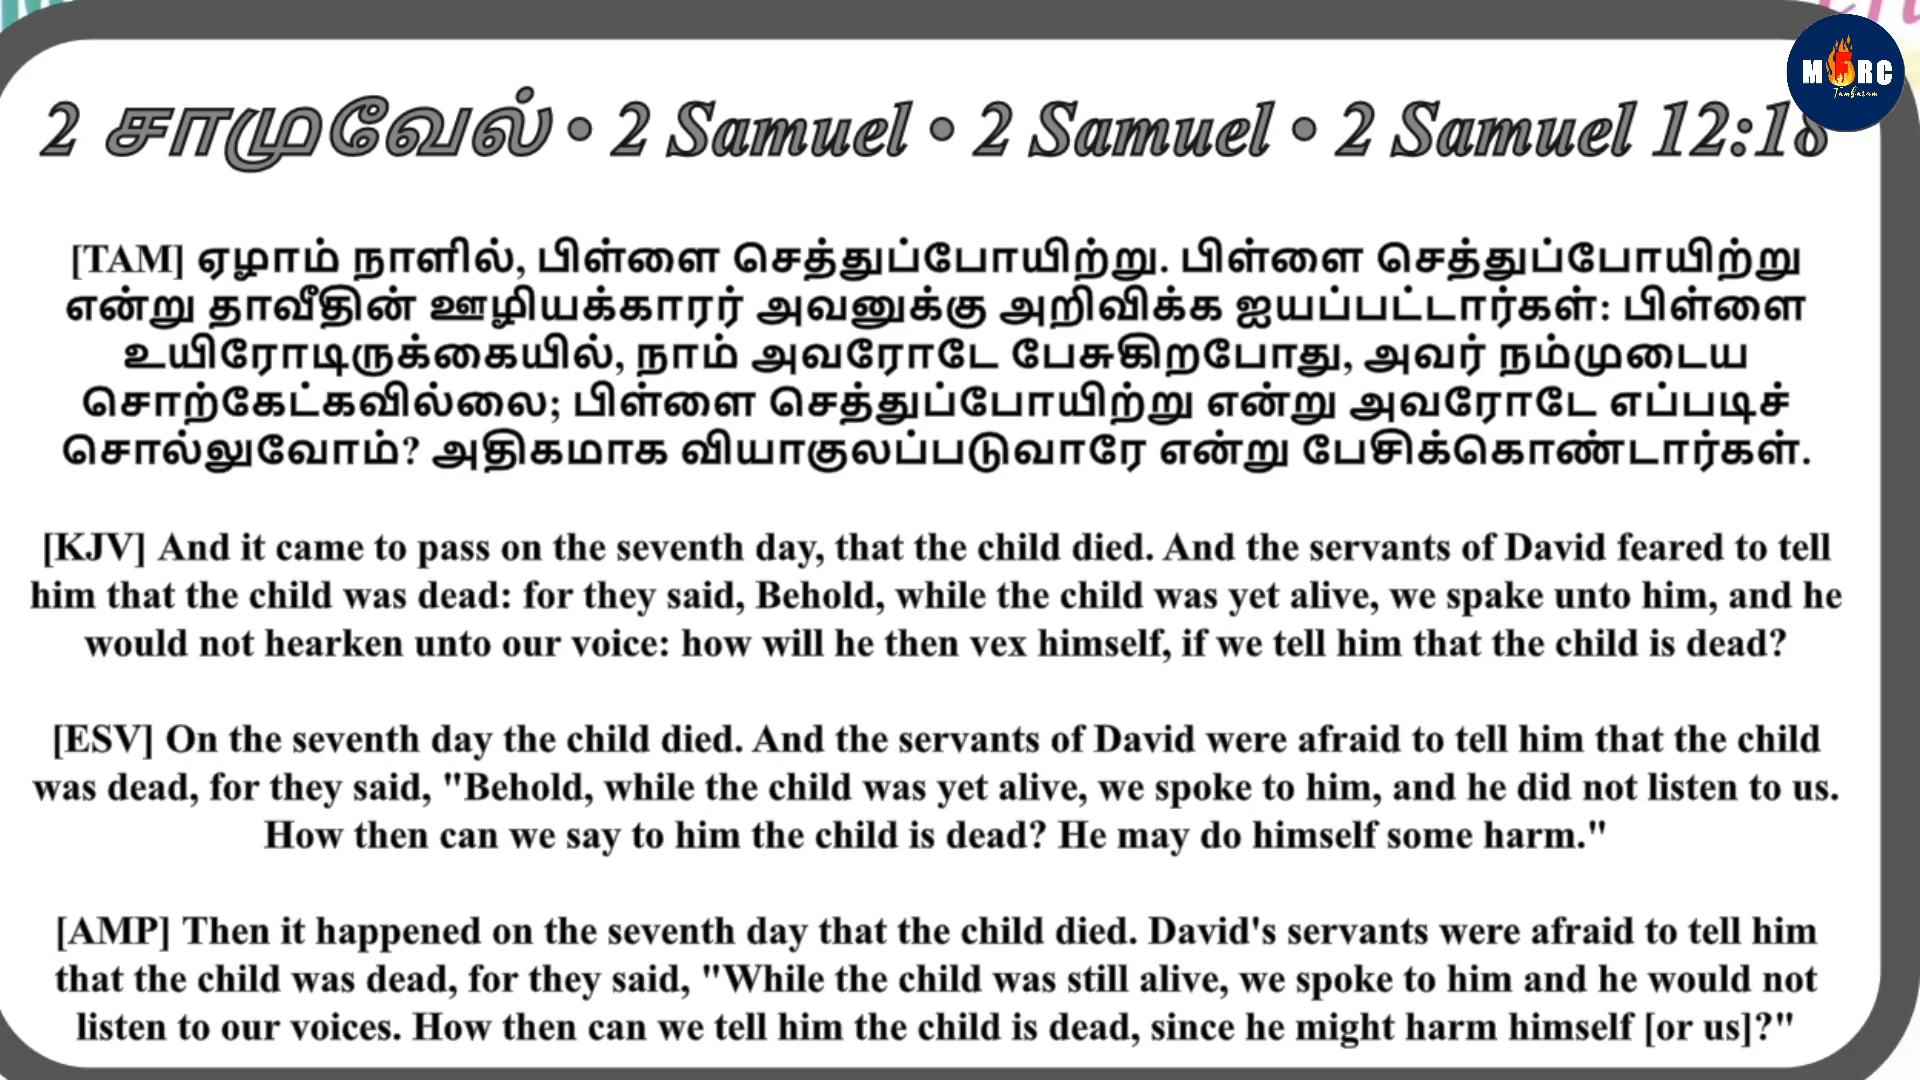 2 சாமுவேல் • 2 Samuel • 2 Samuel • 2 Samuel 12:18
MFRC
Tambaram
[TAM] ஏழாம் நாளில், பிள்ளை செத்துப்போயிற்று. பிள்ளை செத்துப்போயிற்று
என்று தாவீதின் ஊழியக்காரர் அவனுக்கு அறிவிக்க ஐயப்பட்டார்கள்: பிள்ளை
உயிரோடிருக்கையில், நாம் அவரோடே பேசுகிறபோது, அவர் நம்முடைய
சொற்கேட்கவில்லை; பிள்ளை செத்துப்போயிற்று என்று அவரோடே எப்படிச்
சொல்லுவோம்? அதிகமாக வியாகுலப்படுவாரே என்று பேசிக்கொண்டார்கள்.
[KJV] And it came to pass on the seventh day, that the child died. And the servants of David feared to tell
him that the child was dead: for they said, Behold, while the child was yet alive, we spake unto him, and he
would not hearken unto our voice: how will he then vex himself, if we tell him that the child is dead?
[ESV] On the seventh day the child died. And the servants of David were afraid to tell him that the child
was dead, for they said, "Behold, while the child was yet alive, we spoke to him, and he did not listen to us.
How then can we say to him the child is dead? He may do himself some harm."
[AMP] Then it happened on the seventh day that the child died. David's servants were afraid to tell him
that the child was dead, for they said, "While the child was still alive, we spoke to him and he would not
listen to our voices. How then can we tell him the child is dead, since he might harm himself [or us]?"